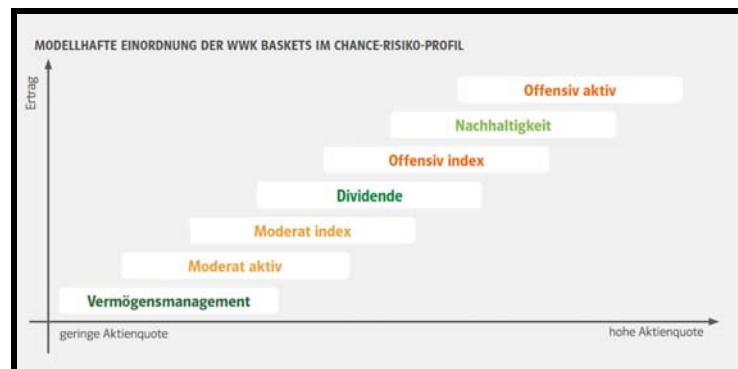 MODELLHAFTE EINORDNUNG DER WWK BASKETS IM CHANCE-RISIKO-PROFIL
Ertrag
Offensiv aktiv
Nachhaltigkeit
Offensiv index
Dividende
Moderat index
Moderat aktiv
Vermögensmanagement
geringe Aktienquote
hohe Aktienquote